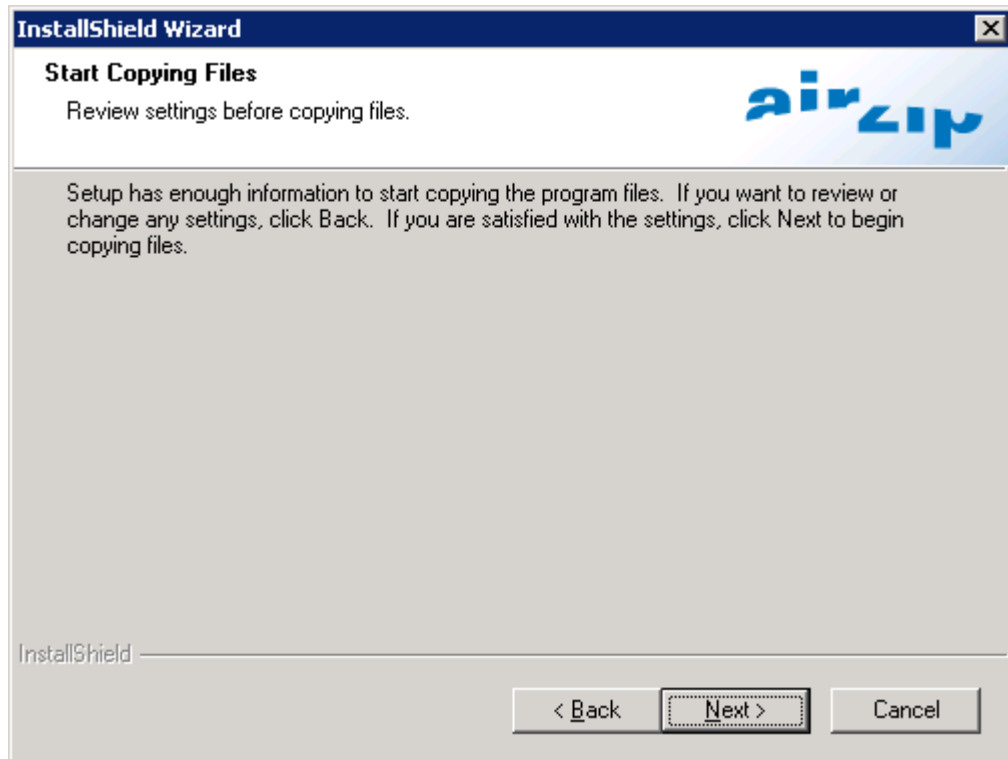 InstallShield Wizard
Start Copying Files
Review settings before copying files.
airzip
Setup has enough information to start copying the program files.  If you want to review or
change any settings, click Back.  If you are satisfied with the settings, click Next to begin
copying files.
InstallShield
< Back
Next >
Cancel